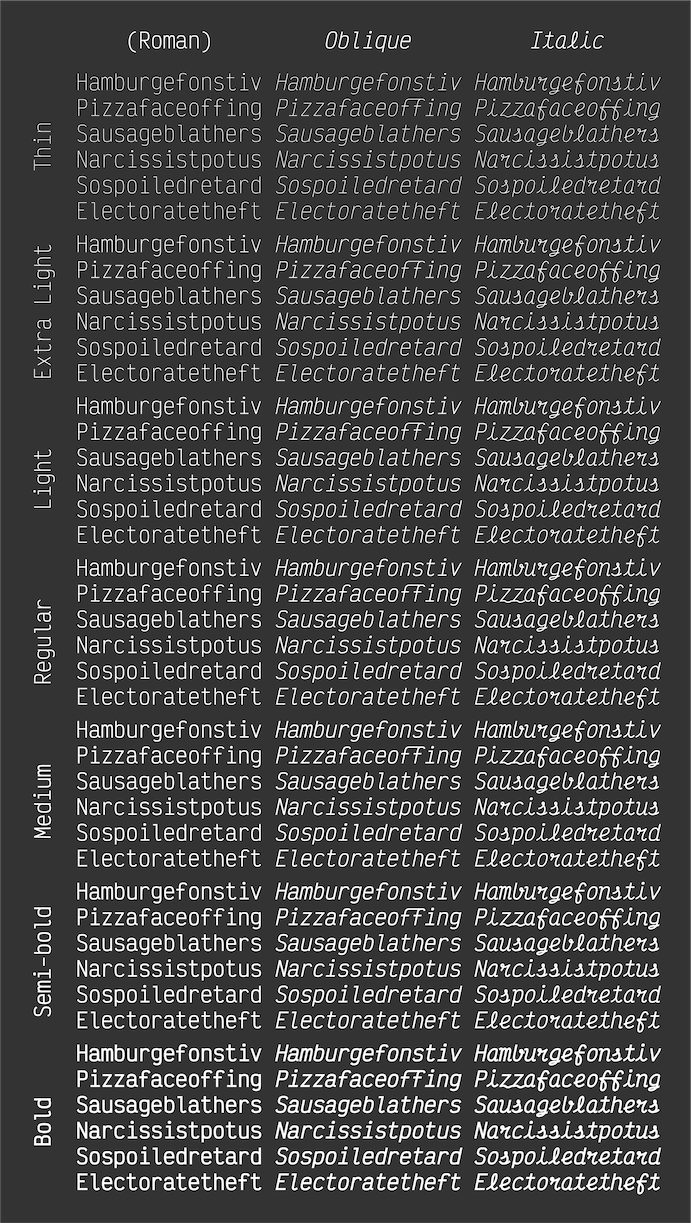 (Roman) Oblique Italic
Thin
Hamburgefonstiv Hamburgefonstiv Hamburgefonstiv
Pizzafaceoffing Pizzafaceoffing Pizzafaceoffing
Sausageblathers Sausageblathers Sausageblathers
Narcissistpotus Narcissistpotus Narcissistpotus
Sospoiledretard Sospoiledretard Sospoiledretard
Electoratetheft Electoratetheft Electoratetheft
Extra Light
Hamburgefonstiv Hamburgefonstiv Hamburgefonstiv
Pizzafaceoffing Pizzafaceoffing Pizzafaceoffing
Sausageblathers Sausageblathers Sausageblathers
Narcissistpotus Narcissistpotus Narcissistpotus
Sospoiledretard Sospoiledretard Sospoiledretard
Electoratetheft Electoratetheft Electoratetheft
Light
Hamburgefonstiv Hamburgefonstiv Hamburgefonstiv
Pizzafaceoffing Pizzafaceoffing Pizzafaceoffing
Sausageblathers Sausageblathers Sausageblathers
Narcissistpotus Narcissistpotus Narcissistpotus
Sospoiledretard Sospoiledretard Sospoiledretard
Electoratetheft Electoratetheft Electoratetheft
Regular
Hamburgefonstiv Hamburgefonstiv Hamburgefonstiv
Pizzafaceoffing Pizzafaceoffing Pizzafaceoffing
Sausageblathers Sausageblathers Sausageblathers
Narcissistpotus Narcissistpotus Narcissistpotus
Sospoiledretard Sospoiledretard Sospoiledretard
Electoratetheft Electoratetheft Electoratetheft
Medium
Hamburgefonstiv Hamburgefonstiv Hamburgefonstiv
Pizzafaceoffing Pizzafaceoffing Pizzafaceoffing
Sausageblathers Sausageblathers Sausageblathers
Narcissistpotus Narcissistpotus Narcissistpotus
Sospoiledretard Sospoiledretard Sospoiledretard
Electoratetheft Electoratetheft Electoratetheft
Semi-bold
Hamburgefonstiv Hamburgefonstiv Hamburgefonstiv
Pizzafaceoffing Pizzafaceoffing Pizzafaceoffing
Sausageblathers Sausageblathers Sausageblathers
Narcissistpotus Narcissistpotus Narcissistpotus
Sospoiledretard Sospoiledretard Sospoiledretard
Electoratetheft Electoratetheft Electoratetheft
Bold
Hamburgefonstiv Hamburgefonstiv Hamburgefonstiv
Pizzafaceoffing Pizzafaceoffing Pizzafaceoffing
Sausageblathers Sausageblathers Sausageblathers
Narcissistpotus Narcissistpotus Narcissistpotus
Sospoiledretard Sospoiledretard Sospoiledretard
Electoratetheft Electoratetheft Electoratetheft